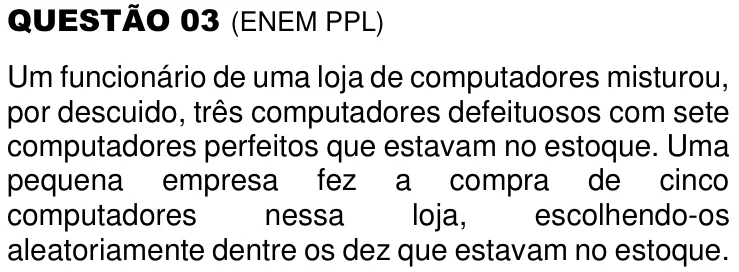 QUESTÃO 03 (ENEM PPL)
Um funcionário de uma loja de computadores misturou,
por descuido, três computadores defeituosos com sete
computadores perfeitos que estavam no estoque. Uma
pequena empresa fez a compra de cinco
computadores nessa loja, escolhendo-os
aleatoriamente dentre os dez que estavam no estoque.